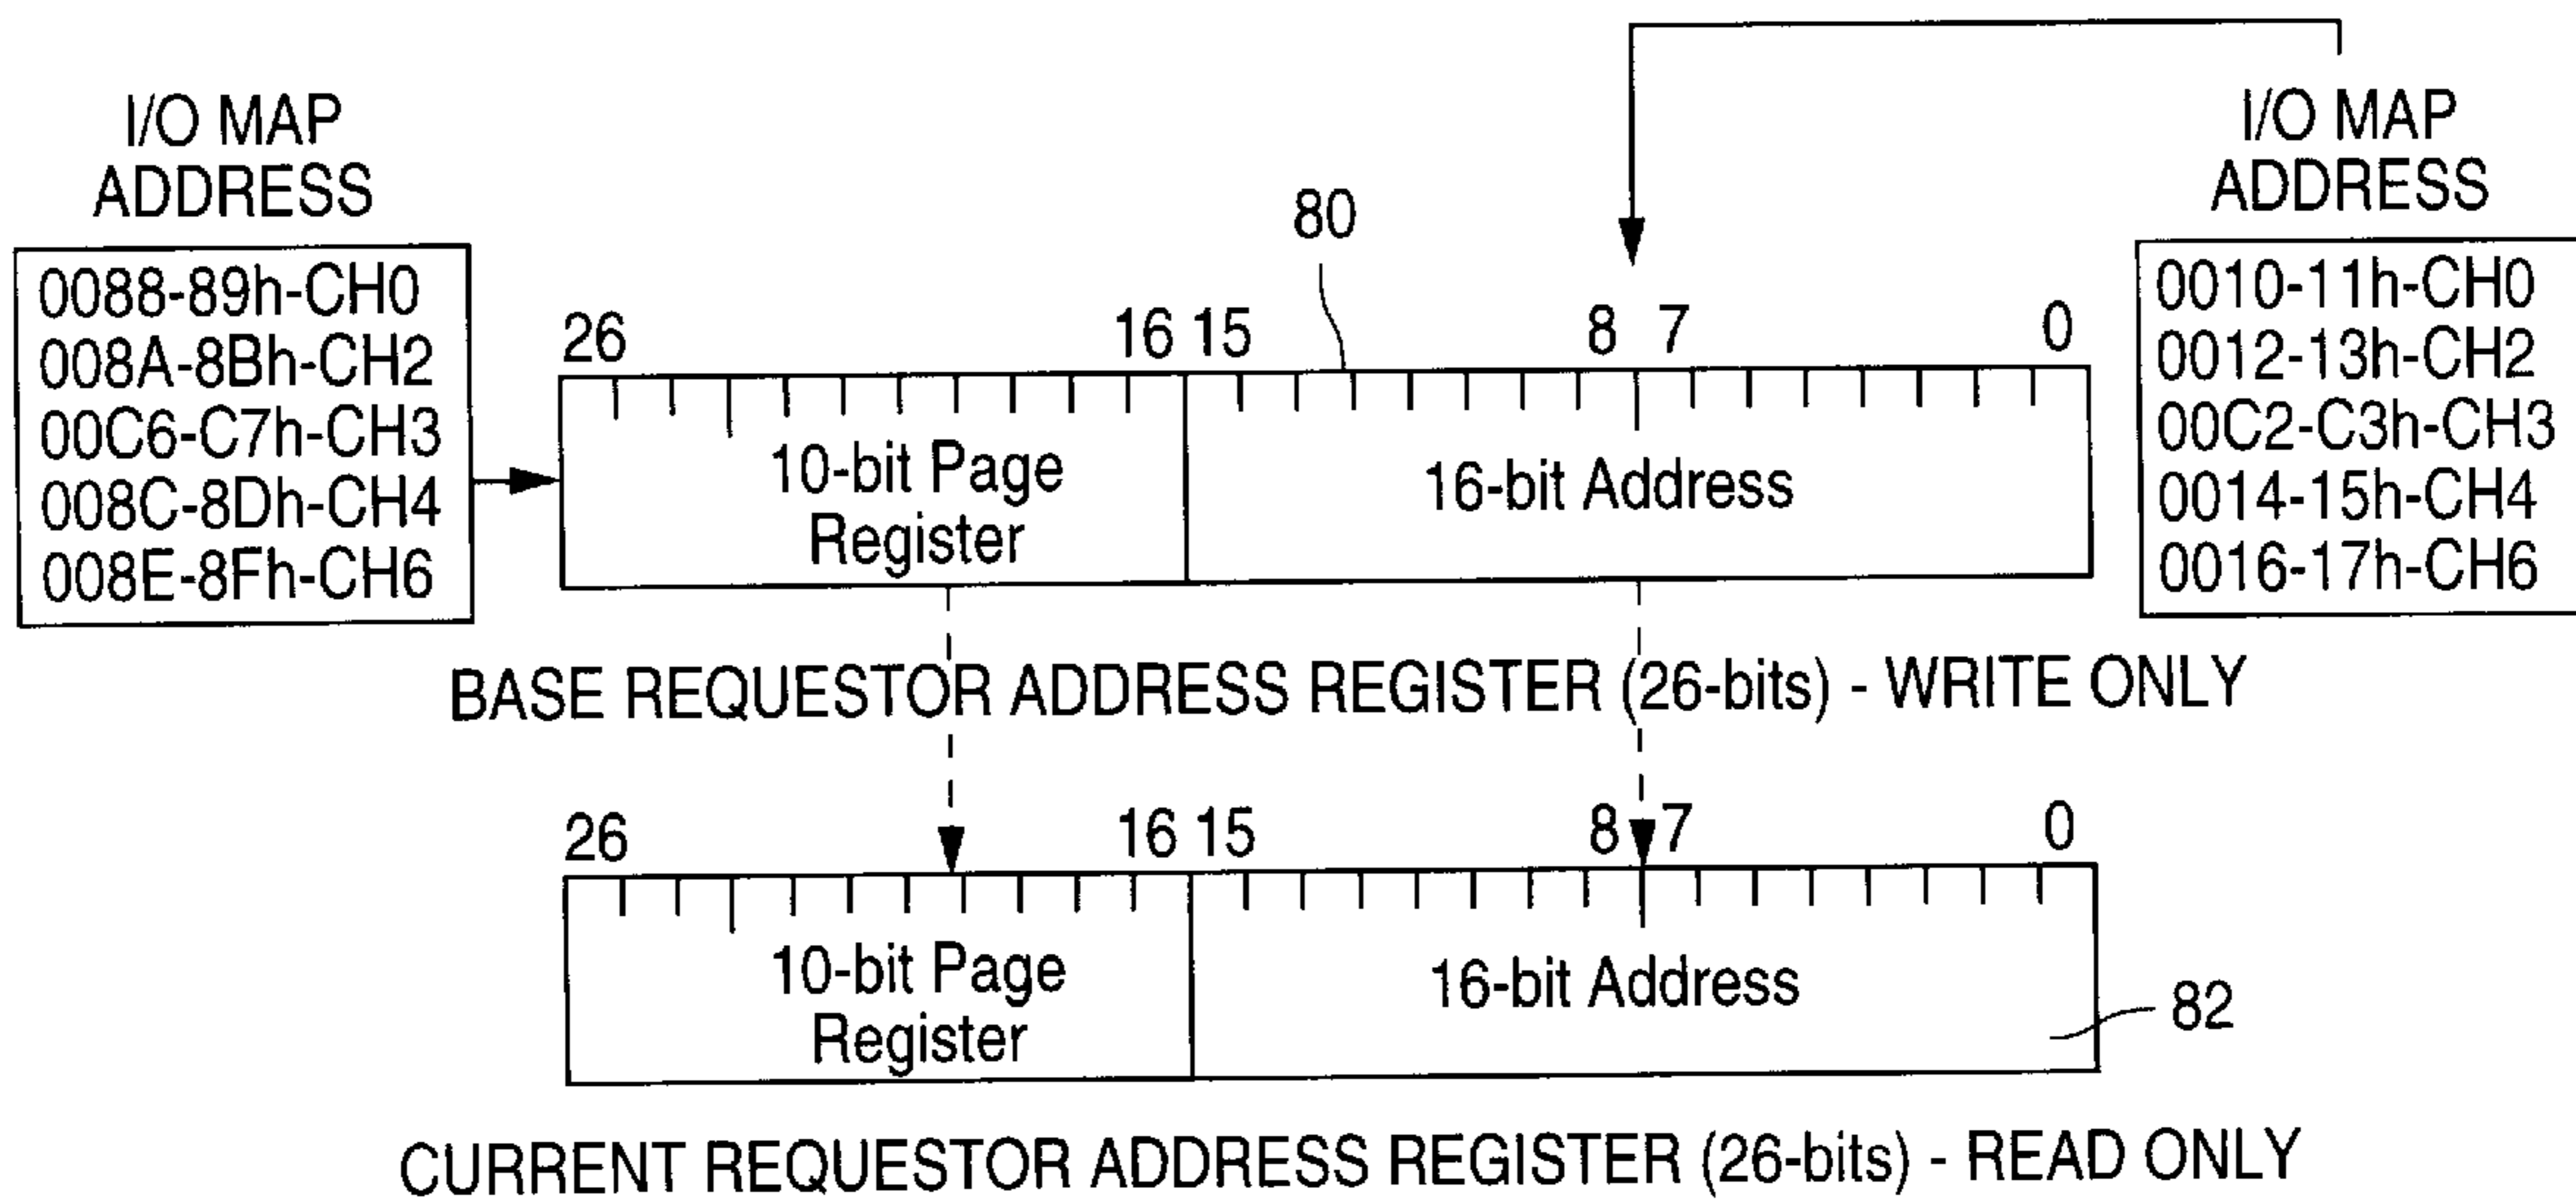 I/O MAP
ADDRESS
0088-89h-CH0
008A-8Bh-CH2
00C6-C7h-CH3
008C-8Dh-CH4
008E-8Fh-CH6
I/O MAP
ADDRESS
0010-11h-CH0
0012-13h-CH2
00C2-C3h-CH3
0014-15h-CH4
0016-17h-CH6
80
26 16 15 8 7 0
10-bit Page
Register
16-bit Address
BASE REQUESTOR ADDRESS REGISTER (26-bits) - WRITE ONLY
26 16 15 8 7 0
10-bit Page
Register
16-bit Address
82
CURRENT REQUESTOR ADDRESS REGISTER (26-bits) - READ ONLY